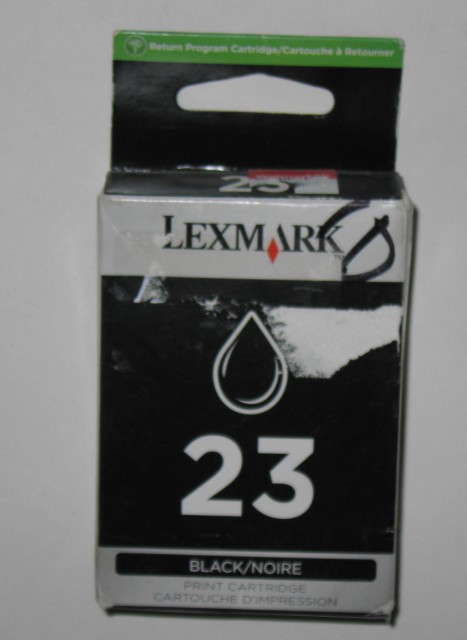 Return Program Cartridge/Cartouche à Retourner
23
LEXMARK
23
BLACK/NOIRE
PRINT CARTRIDGE
CARTOUCHE D'IMPRESSION